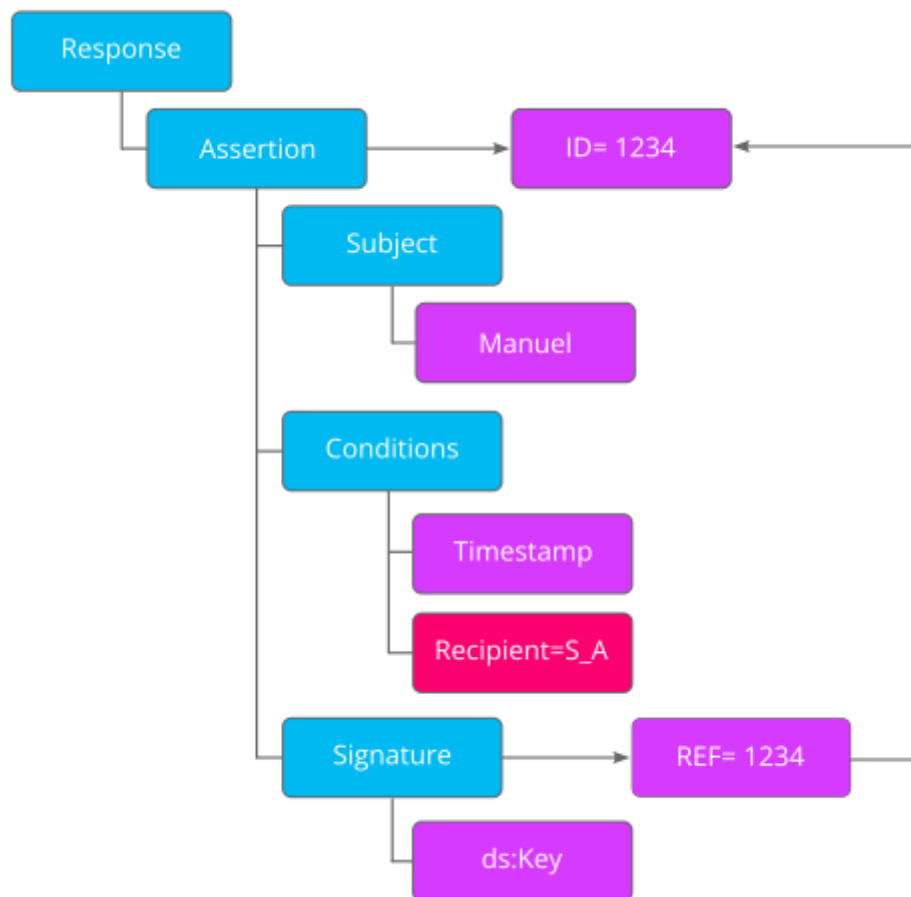 Response
Assertion
ID= 1234
Subject
Manuel
Conditions
Timestamp
Recipient=S_A
Signature
REF= 1234
ds:Key